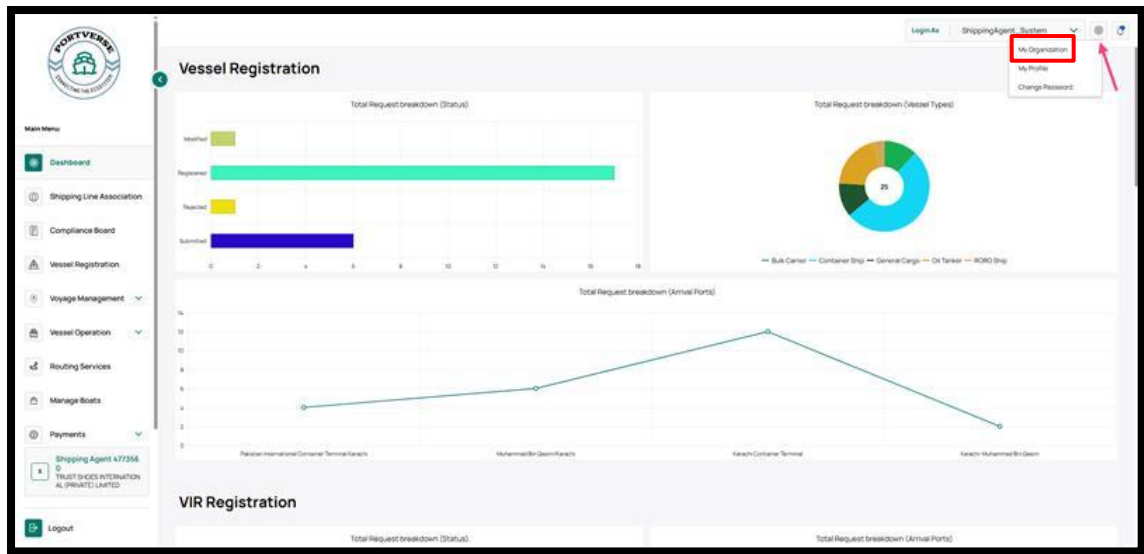 PORTVERSE
CONNECTING THE ECOSYSTEM
Login As ShippingAgent_System
My Organization
My Profile
Change Password
Main Menu
Dashboard
Shipping Line Association
Compliance Board
Vessel Registration
Voyage Management
Vessel Operation
Routing Services
Manage Boats
Payments
Shipping Agent 477356
0
TRUST SHOES INTERNATION
AL (PRIVATE) LIMITED
Logout
Vessel Registration
Total Request breakdown (Status)
Modified
Registered
Rejected
Submitted
0 2 4 6 8 10 12 14 16 18
Total Request breakdown (Vessel Types)
25
Bulk Carrier Container Ship General Cargo Oil Tanker RORO Ship
Total Request breakdown (Arrival Ports)
14
12
10
8
6
4
2
0
Pakistan International Container Terminal Karachi Muhammad Bin Qasim/Karachi Karachi Container Terminal Karachi-Muhammad Bin Qasim
VIR Registration
Total Request breakdown (Status) Total Request breakdown (Arrival Ports)